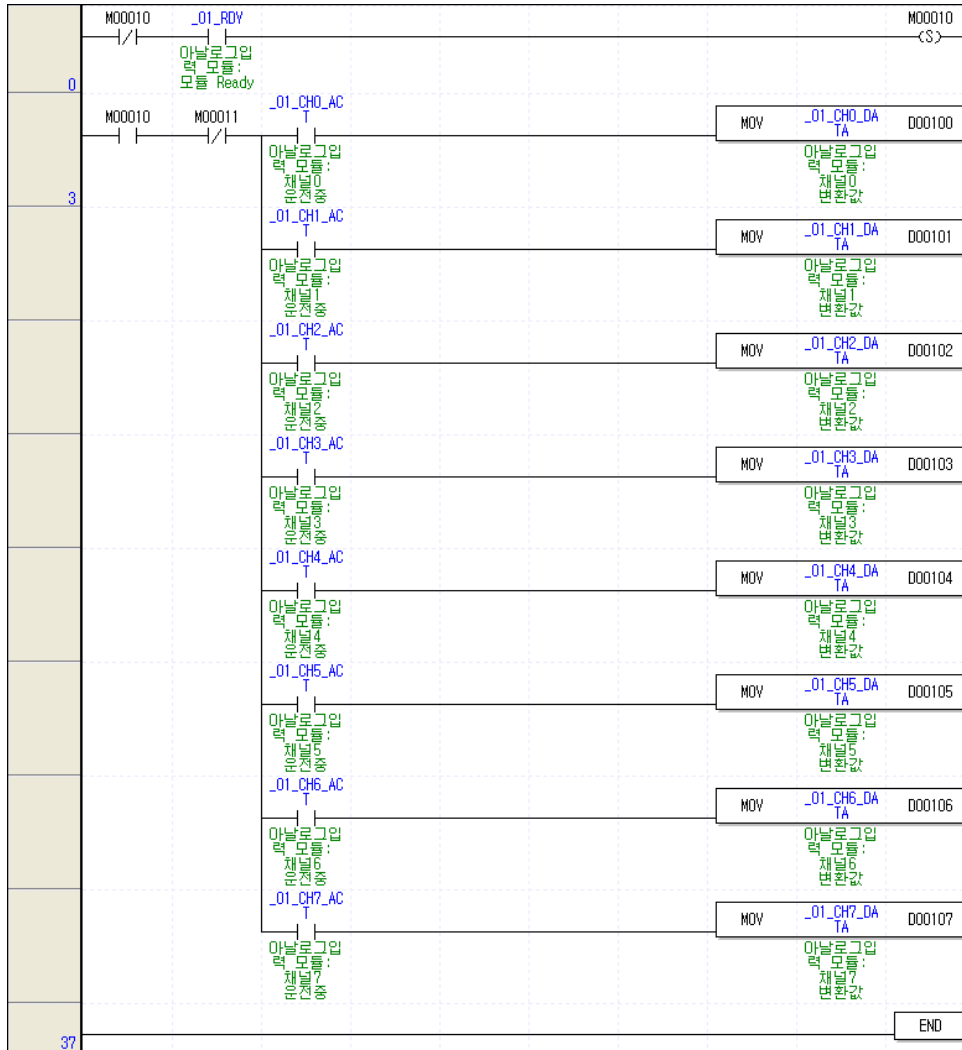 M00010
_01_RDY
M00010
(S)
아날로그입
력 모듈:
모듈 Ready
0
M00010
M00011
_01_CH0_AC
T
MOV
_01_CH0_DA
TA
D00100
아날로그입
력 모듈:
채널0
운전중
아날로그입
력 모듈:
채널0
변환값
3
_01_CH1_AC
T
MOV
_01_CH1_DA
TA
D00101
아날로그입
력 모듈:
채널1
운전중
아날로그입
력 모듈:
채널1
변환값
_01_CH2_AC
T
MOV
_01_CH2_DA
TA
D00102
아날로그입
력 모듈:
채널2
운전중
아날로그입
력 모듈:
채널2
변환값
_01_CH3_AC
T
MOV
_01_CH3_DA
TA
D00103
아날로그입
력 모듈:
채널3
운전중
아날로그입
력 모듈:
채널3
변환값
_01_CH4_AC
T
MOV
_01_CH4_DA
TA
D00104
아날로그입
력 모듈:
채널4
운전중
아날로그입
력 모듈:
채널4
변환값
_01_CH5_AC
T
MOV
_01_CH5_DA
TA
D00105
아날로그입
력 모듈:
채널5
운전중
아날로그입
력 모듈:
채널5
변환값
_01_CH6_AC
T
MOV
_01_CH6_DA
TA
D00106
아날로그입
력 모듈:
채널6
운전중
아날로그입
력 모듈:
채널6
변환값
_01_CH7_AC
T
MOV
_01_CH7_DA
TA
D00107
아날로그입
력 모듈:
채널7
운전중
아날로그입
력 모듈:
채널7
변환값
END
37